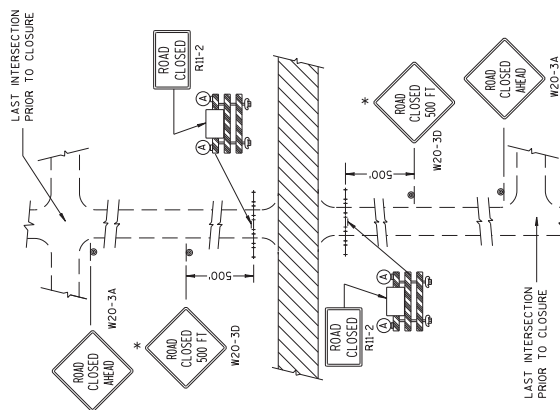 LAST INTERSECTION
PRIOR TO CLOSURE
ROAD
CLOSED
R11-2
A
A
*
ROAD
CLOSED
500 FT
W20-3D
ROAD
CLOSED
AHEAD
W20-3A
500'
500'
W20-3A
ROAD
CLOSED
AHEAD
*
ROAD
CLOSED
500 FT
W20-3D
ROAD
CLOSED
R11-2
A
A
LAST INTERSECTION
PRIOR TO CLOSURE